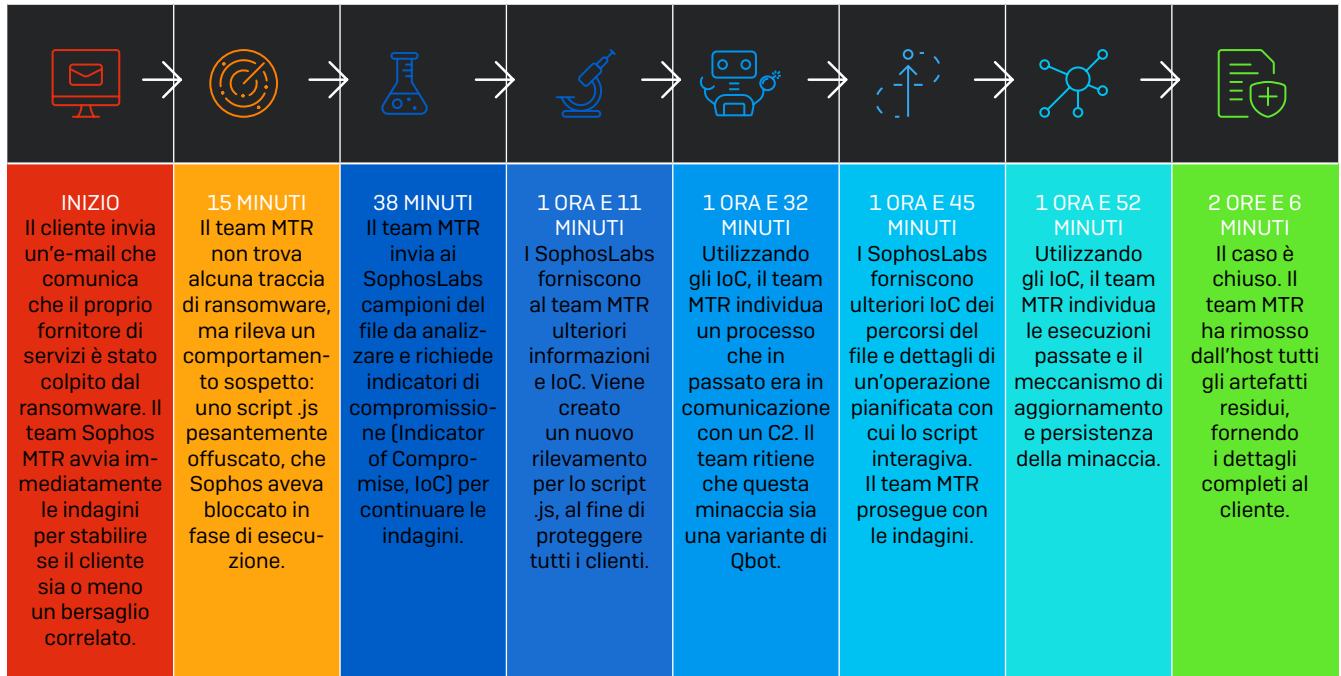 INIZIO
Il cliente invia
un'e-mail che
comunica
che il proprio
fornitore di
servizi è stato
colpito dal
ransomware. Il
team Sophos
MTR avvia im-
mediatamente
le indagini
per stabilire
se il cliente
sia o meno
un bersaglio
correlato.
15 MINUTI
Il team MTR
non trova
alcuna traccia
di ransomware,
ma rileva un
comportamen-
to sospetto:
uno script .js
pesantemente
offuscato, che
Sophos aveva
bloccato in
fase di esecu-
zione.
38 MINUTI
Il team MTR
invia ai
SophosLabs
campioni del
file da analiz-
zare e richiede
indicatori di
compromissio-
ne (Indicator
of Compro-
mise, IoC) per
continuare le
indagini.
1 ORA E 11
MINUTI
I SophosLabs
forniscono
al team MTR
ulteriori
informazioni
e IoC. Viene
creato
un nuovo
rilevamento
per lo script
.js, al fine di
proteggere
tutti i clienti.
1 ORA E 32
MINUTI
Utilizzando
gli IoC, il team
MTR individua
un processo
che in
passato era in
comunicazione
con un C2. Il
team ritiene
che questa
minaccia sia
una variante di
Qbot.
1 ORA E 45
MINUTI
I SophosLabs
forniscono
ulteriori IoC dei
percorsi del
file e dettagli di
un'operazione
pianificata con
cui lo script
interagiva.
Il team MTR
prosegue con
le indagini.
1 ORA E 52
MINUTI
Utilizzando
gli IoC, il team
MTR individua
le esecuzioni
passate e il
meccanismo di
aggiornamento
e persistenza
della minaccia.
2 ORE E 6
MINUTI
Il caso è
chiuso. Il
team MTR
ha rimosso
dall'host tutti
gli artefatti
residui,
fornendo
i dettagli
completi al
cliente.